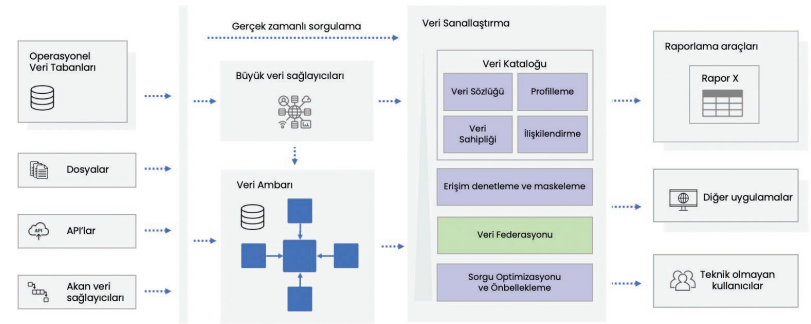 Operasyonel
Veri Tabanları
Dosyalar
API
API'lar
Akan veri
sağlayıcıları
Gerçek zamanlı sorgulama
Büyük veri sağlayıcıları
Veri Ambarı
Veri Sanallaştırma
Veri Kataloğu
Veri Sözlüğü
Profilleme
Veri
Sahipliği
İlişkilendirme
Erişim denetleme ve maskeleme
Veri Federasyonu
Sorgu Optimizasyonu
ve Önbellekleme
Raporlama araçları
Rapor X
Diğer uygulamalar
Teknik olmayan
kullanıcılar